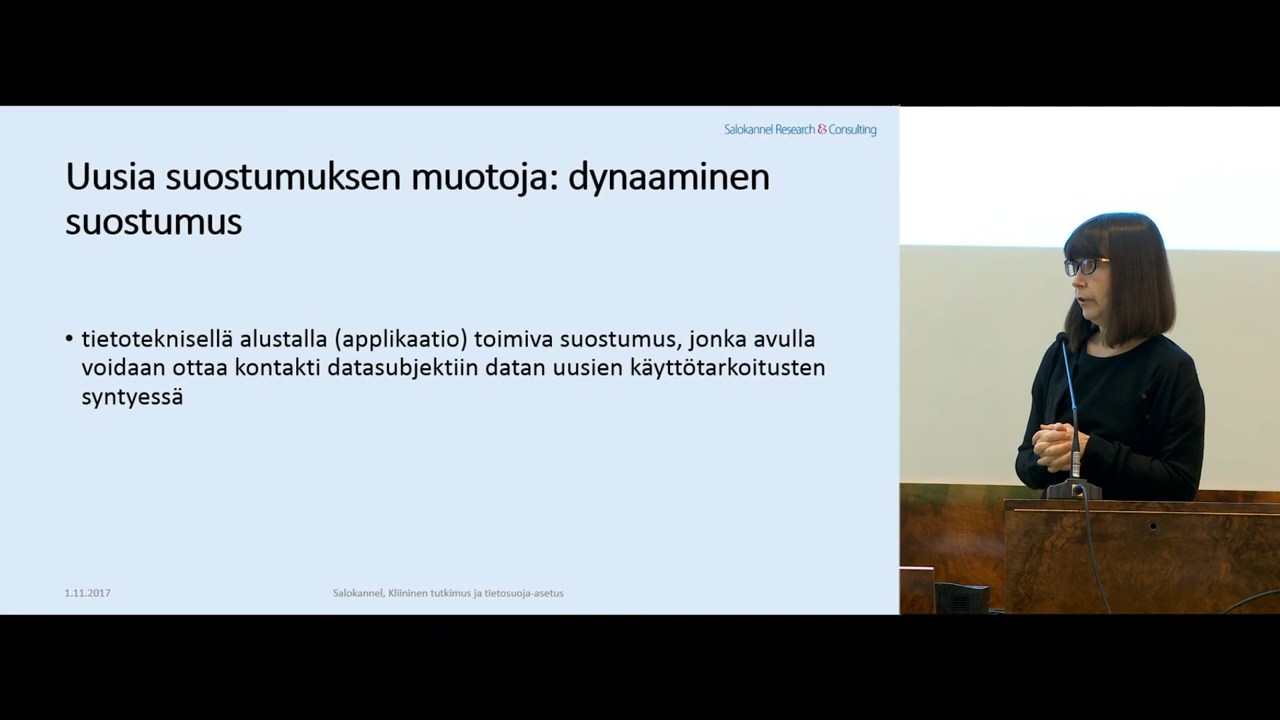 Salokannel Research & Consulting
Uusia suostumuksen muotoja: dynaaminen
suostumus
• tietoteknisellä alustalla (applikaatio) toimiva suostumus, jonka avulla
voidaan ottaa kontakti datasubjektiin datan uusien käyttötarkoitusten
syntyessä
1.11.2017
Salokannel, Kliininen tutkimus ja tietosuoja-asetus